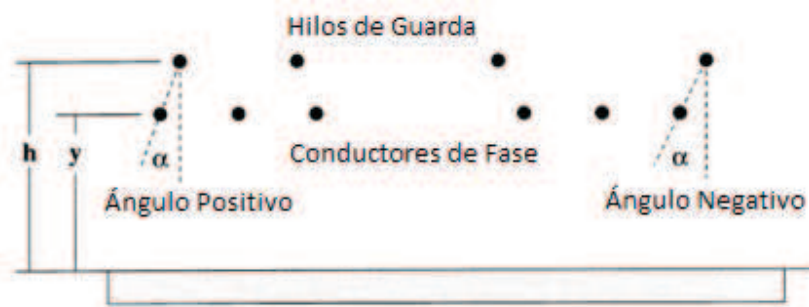 Hilos de Guarda
h
y
α
Conductores de Fase
α
Ángulo Positivo
Ángulo Negativo